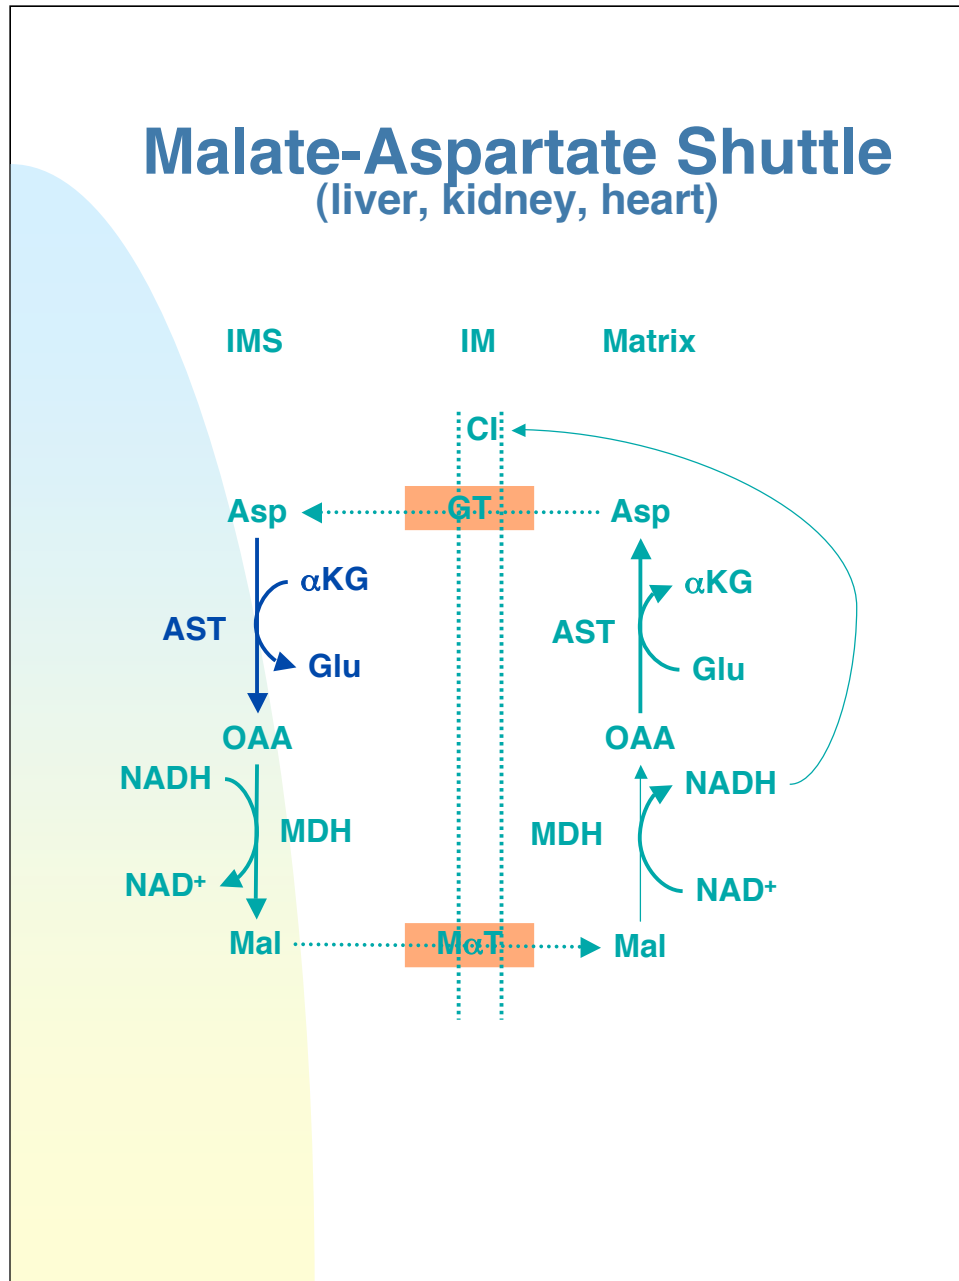 Malate-Aspartate Shuttle
(liver, kidney, heart)
IMS IM Matrix
CI
Asp GT Asp
αKG αKG
AST AST
Glu Glu
OAA OAA
NADH NADH
MDH MDH
NAD⁺ NAD⁺
Mal MαT Mal